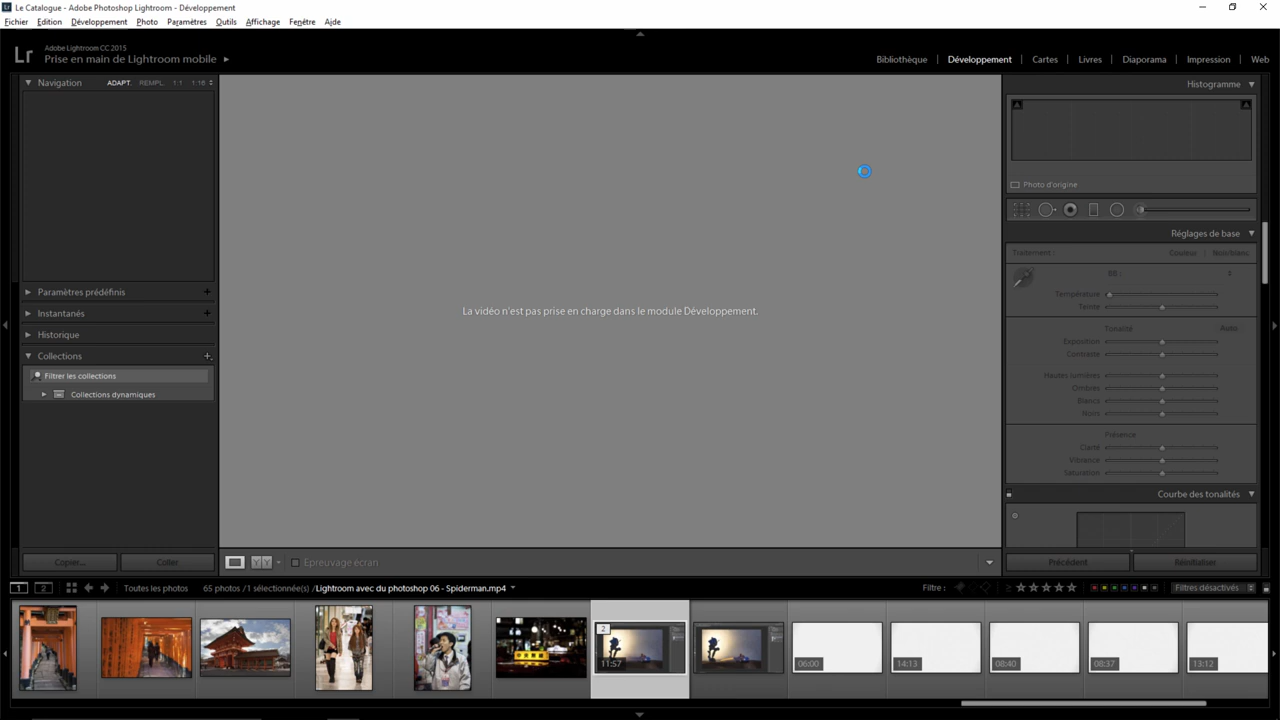 Le Catalogue - Adobe Photoshop Lightroom - Développement
Fichier Edition Développement Photo Paramètres Outils Affichage Fenêtre Aide
Lr
Adobe Lightroom CC 2015
Prise en main de Lightroom mobile
Bibliothèque | Développement | Cartes | Livres | Diaporama | Impression | Web
Navigation ADAPT. REMPL. 1:1 1:16
Histogramme
Photo d'origine
Réglages de base
Traitement : Couleur Noir/blanc
BB :
Température
Teinte
Tonalité Auto
Exposition
Contraste
Hautes lumières
Ombres
Blancs
Noirs
Présence
Clarté
Vibrance
Saturation
Courbe des tonalités
La vidéo n'est pas prise en charge dans le module Développement.
Paramètres prédéfinis
Instantanés
Historique
Collections
Filtrer les collections
Collections dynamiques
Copier... Coller
Épreuvage écran
Précédent Réinitialiser
1 2 Toutes les photos 65 photos /1 sélectionnée(s) /Lightroom avec du photoshop 06 - Spiderman.mp4
Filtre : Filtres désactivés
2
11:57 06:00 14:13 08:40 08:37 13:12